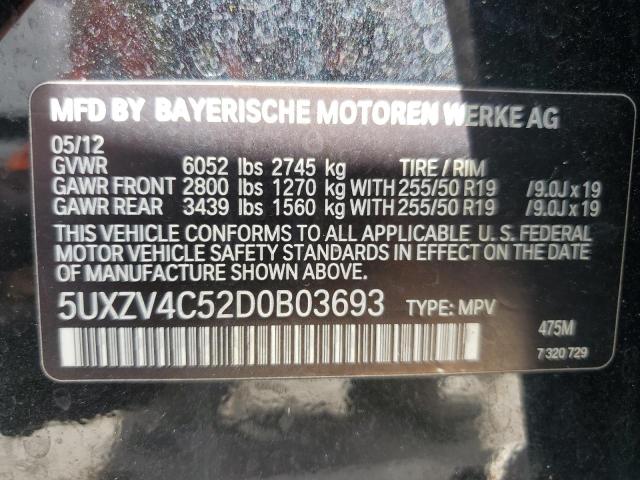 MFD BY BAYERISCHE MOTOREN WERKE AG
05/12
GVWR 6052 lbs 2745 kg TIRE / RIM
GAWR FRONT 2800 lbs 1270 kg WITH 255/50 R19 /9.0J x 19
GAWR REAR 3439 lbs 1560 kg WITH 255/50 R19 /9.0J x 19
THIS VEHICLE CONFORMS TO ALL APPLICABLE U. S. FEDERAL
MOTOR VEHICLE SAFETY STANDARDS IN EFFECT ON THE
DATE OF MANUFACTURE SHOWN ABOVE.
5UXZV4C52D0B03693 TYPE: MPV 475M
7 320 729